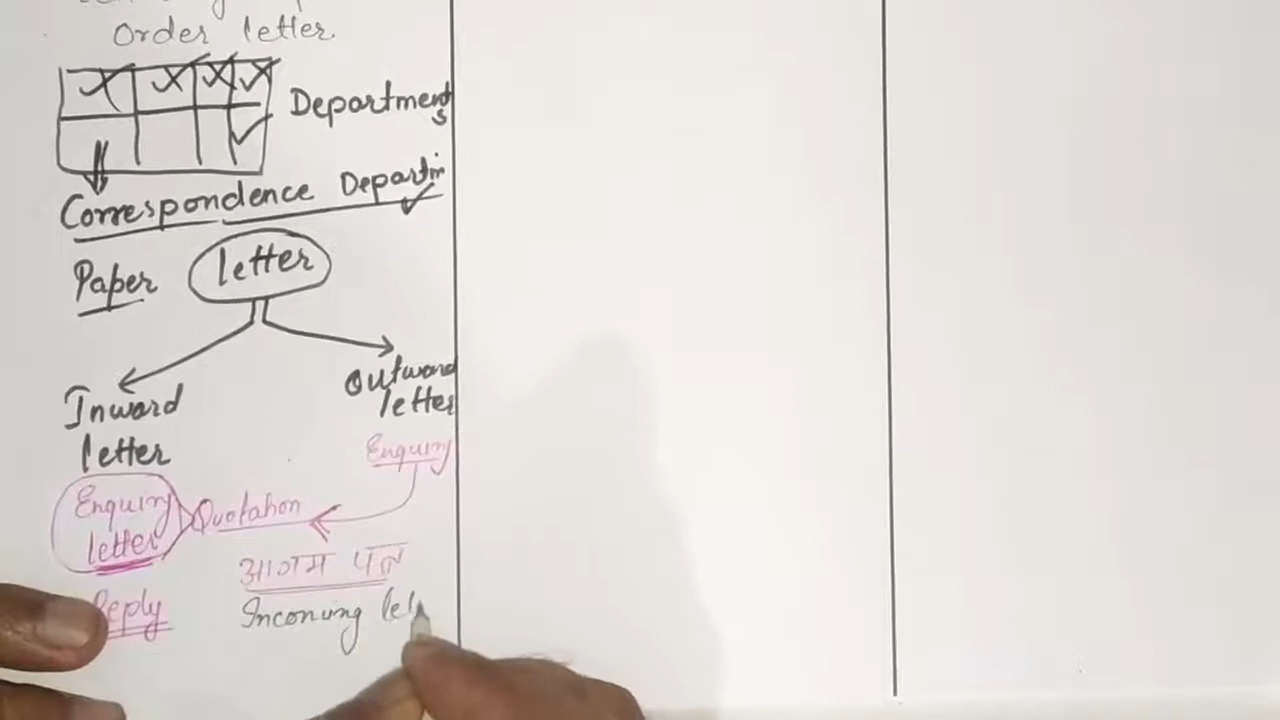 Order letter
Departments
Correspondence Departm
Paper letter
Inward letter
Outward letter
Enquiry
Enquiry letter
Quotation
आगम पत्र
Reply
Incoming let